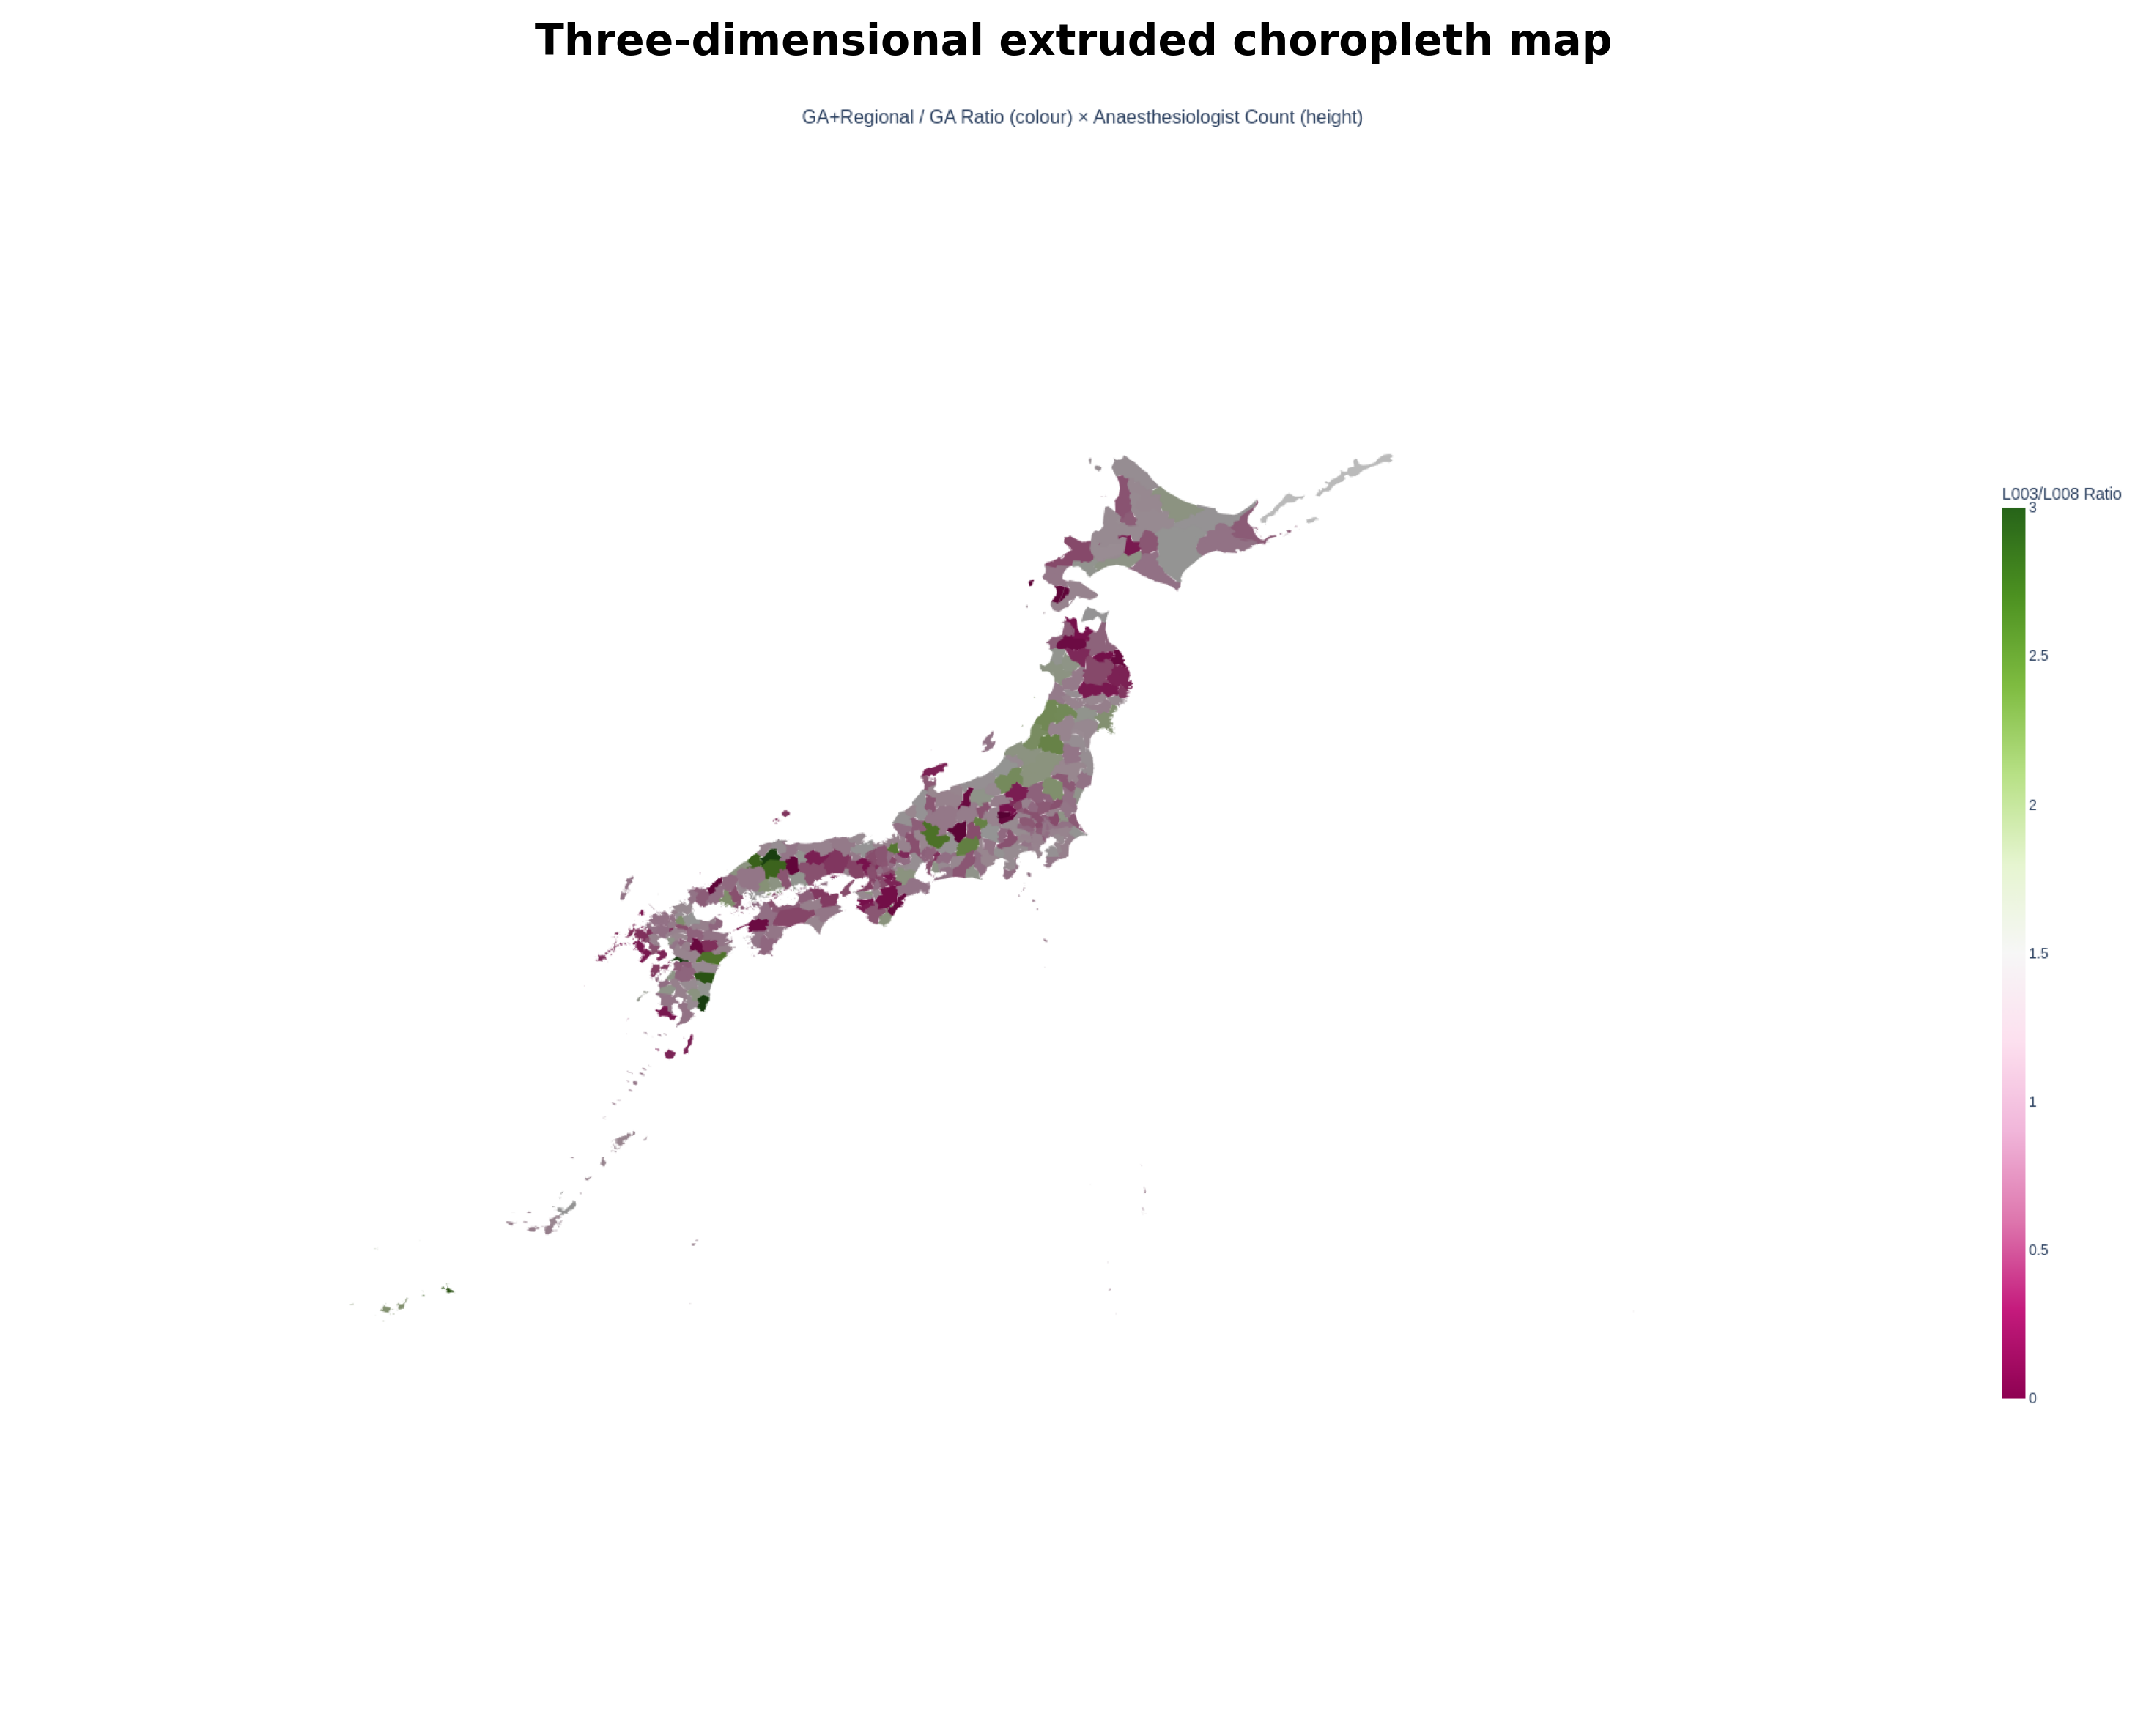 Three-dimensional extruded choropleth map
GA+Regional / GA Ratio (colour) × Anaesthesiologist Count (height)
L003/L008 Ratio
3
2.5
2
1.5
1
0.5
0